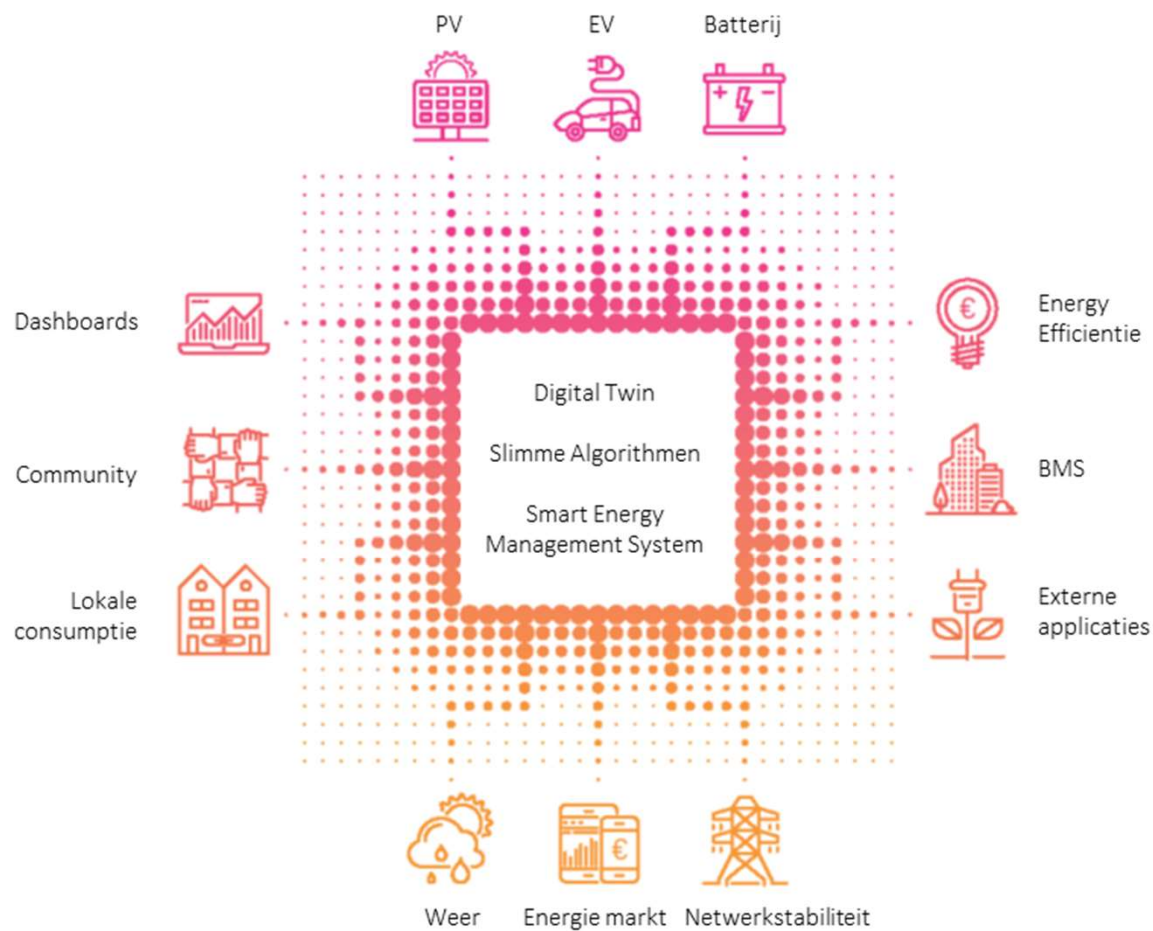 PV
EV
Batterij
Dashboards
Community
Lokale
consumptie
Digital Twin
Slimme Algorithmen
Smart Energy
Management System
Energy
Efficientie
€
BMS
Externe
applicaties
€
Weer
Energie markt
Netwerkstabiliteit